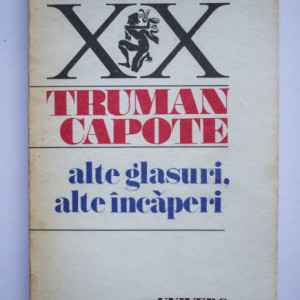 XX
TRUMAN
CAPOTE
alte glasuri,
alte încăperi